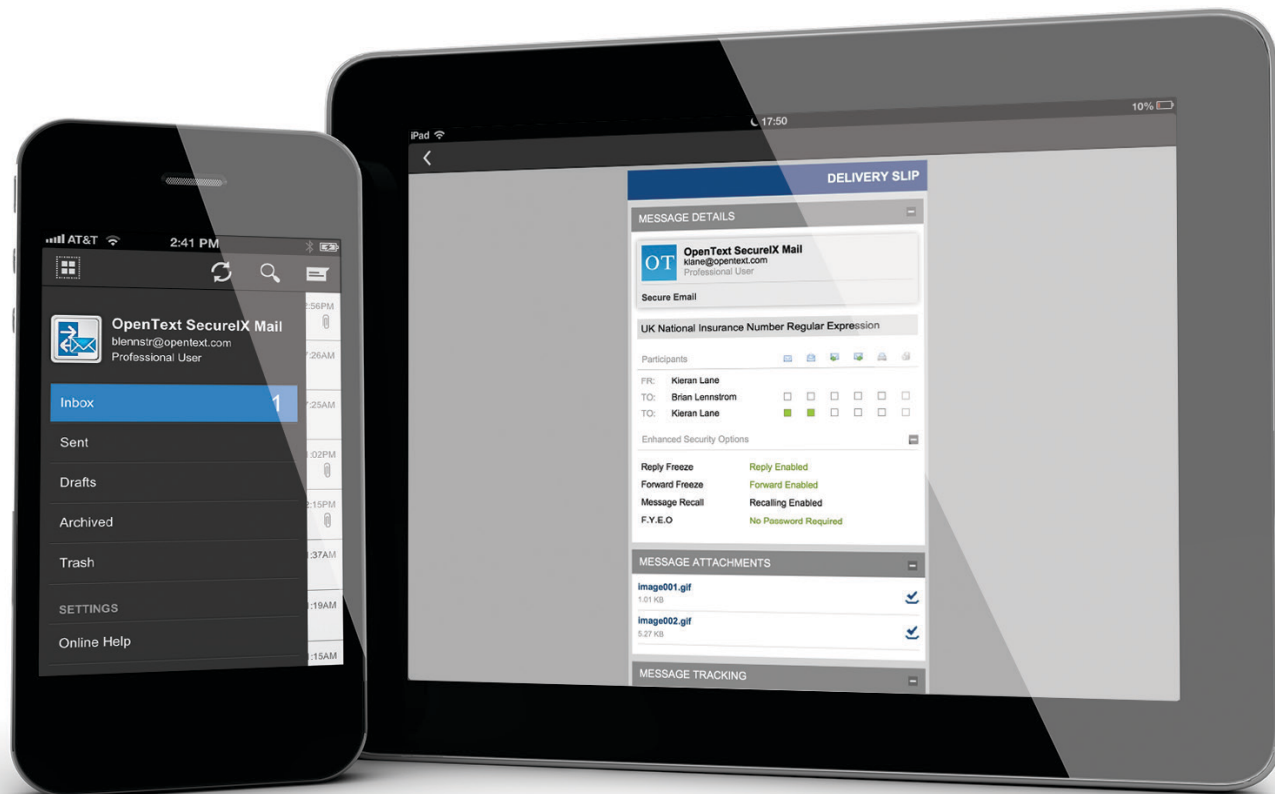 AT&T 2:41 PM
OpenText SecureIX Mail
blennstr@opentext.com
Professional User
Inbox 1
Sent
Drafts
Archived
Trash
SETTINGS
Online Help
2:56PM
7:26AM
7:25AM
1:02PM
2:15PM
1:37AM
1:19AM
1:15AM
iPad 17:50 10%
DELIVERY SLIP
MESSAGE DETAILS
OT
OpenText SecureIX Mail
klane@opentext.com
Professional User
Secure Email
UK National Insurance Number Regular Expression
Participants
FR: Kieran Lane
TO: Brian Lennstrom
TO: Kieran Lane
Enhanced Security Options
Reply Freeze Reply Enabled
Forward Freeze Forward Enabled
Message Recall Recalling Enabled
F.Y.E.O No Password Required
MESSAGE ATTACHMENTS
image001.gif
1.01 KB
image002.gif
5.27 KB
MESSAGE TRACKING